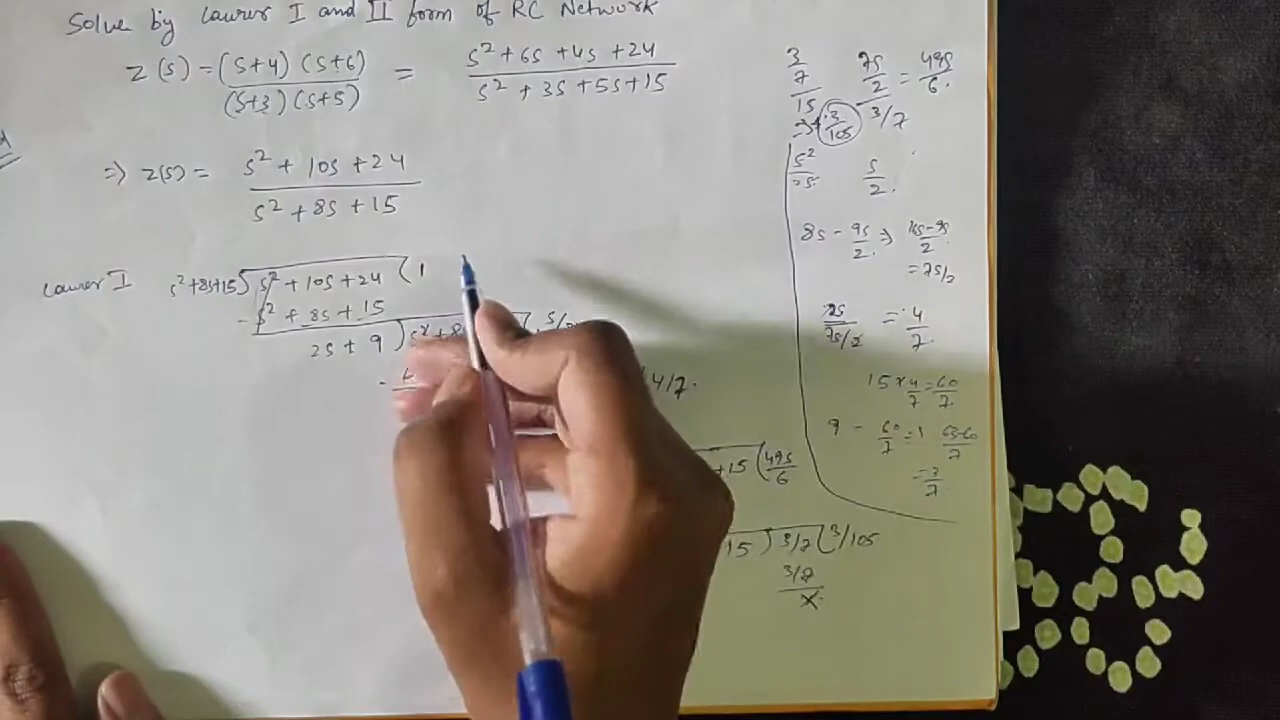 Solve by Caurer I and II form of RC Network
Z(s) = (s+4) (s+6) / (s+3) (s+5) = s² + 6s + 4s + 24 / s² + 3s + 5s + 15
=> Z(s) = s² + 10s + 24 / s² + 8s + 15
Caurer I s²+8s+15 ) s² + 10s + 24 ( 1
- s² + 8s + 15
2s + 9 )
4/7
+15 ( 49s/6
15 ) 3/7 ( 3/105
3/7
x
3/7/15
=> 3/105
7s/2 / 3/7 = 49s/6
s²/2s s/2
8s - 9s/2 => 16s-9s/2
= 7s/2
2s / 7s/2 = 4/7
15 x 4/7 = 60/7
9 - 60/7 => 63-60/7
= 3/7